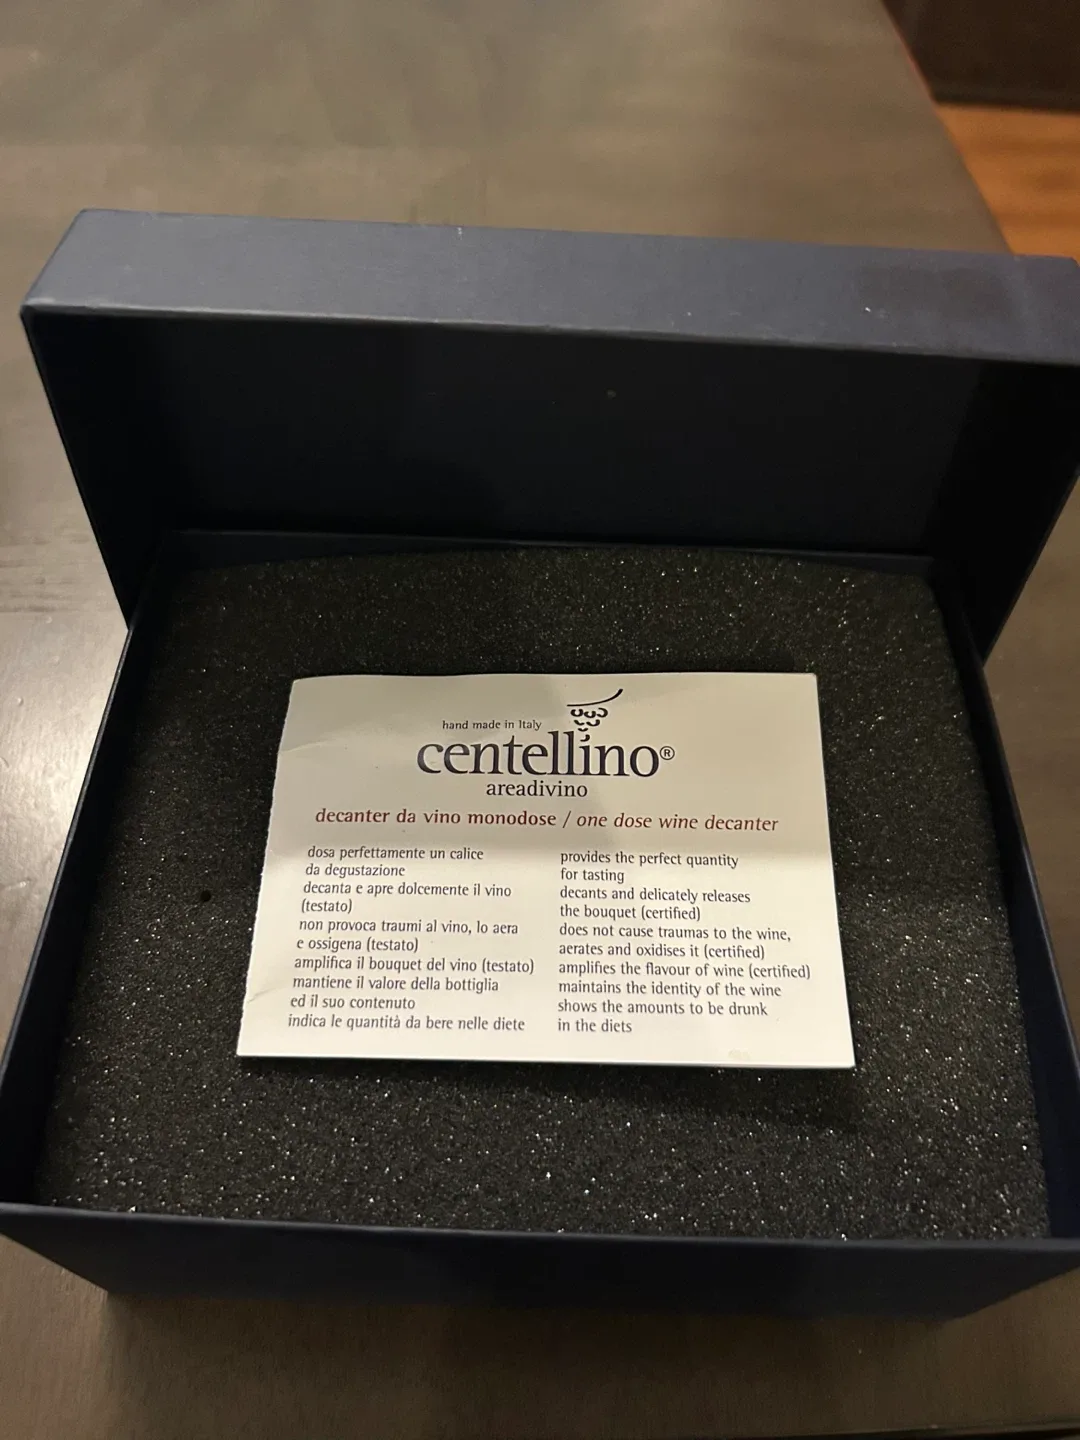 hand made in Italy
centellino®
areadivino
decanter da vino monodose / one dose wine decanter
dosa perfettamente un calice
da degustazione
decanta e apre dolcemente il vino
(testato)
non provoca traumi al vino, lo aera
e ossigena (testato)
amplifica il bouquet del vino (testato)
mantiene il valore della bottiglia
ed il suo contenuto
indica le quantità da bere nelle diete
provides the perfect quantity
for tasting
decants and delicately releases
the bouquet (certified)
does not cause traumas to the wine,
aerates and oxidises it (certified)
amplifies the flavour of wine (certified)
maintains the identity of the wine
shows the amounts to be drunk
in the diets